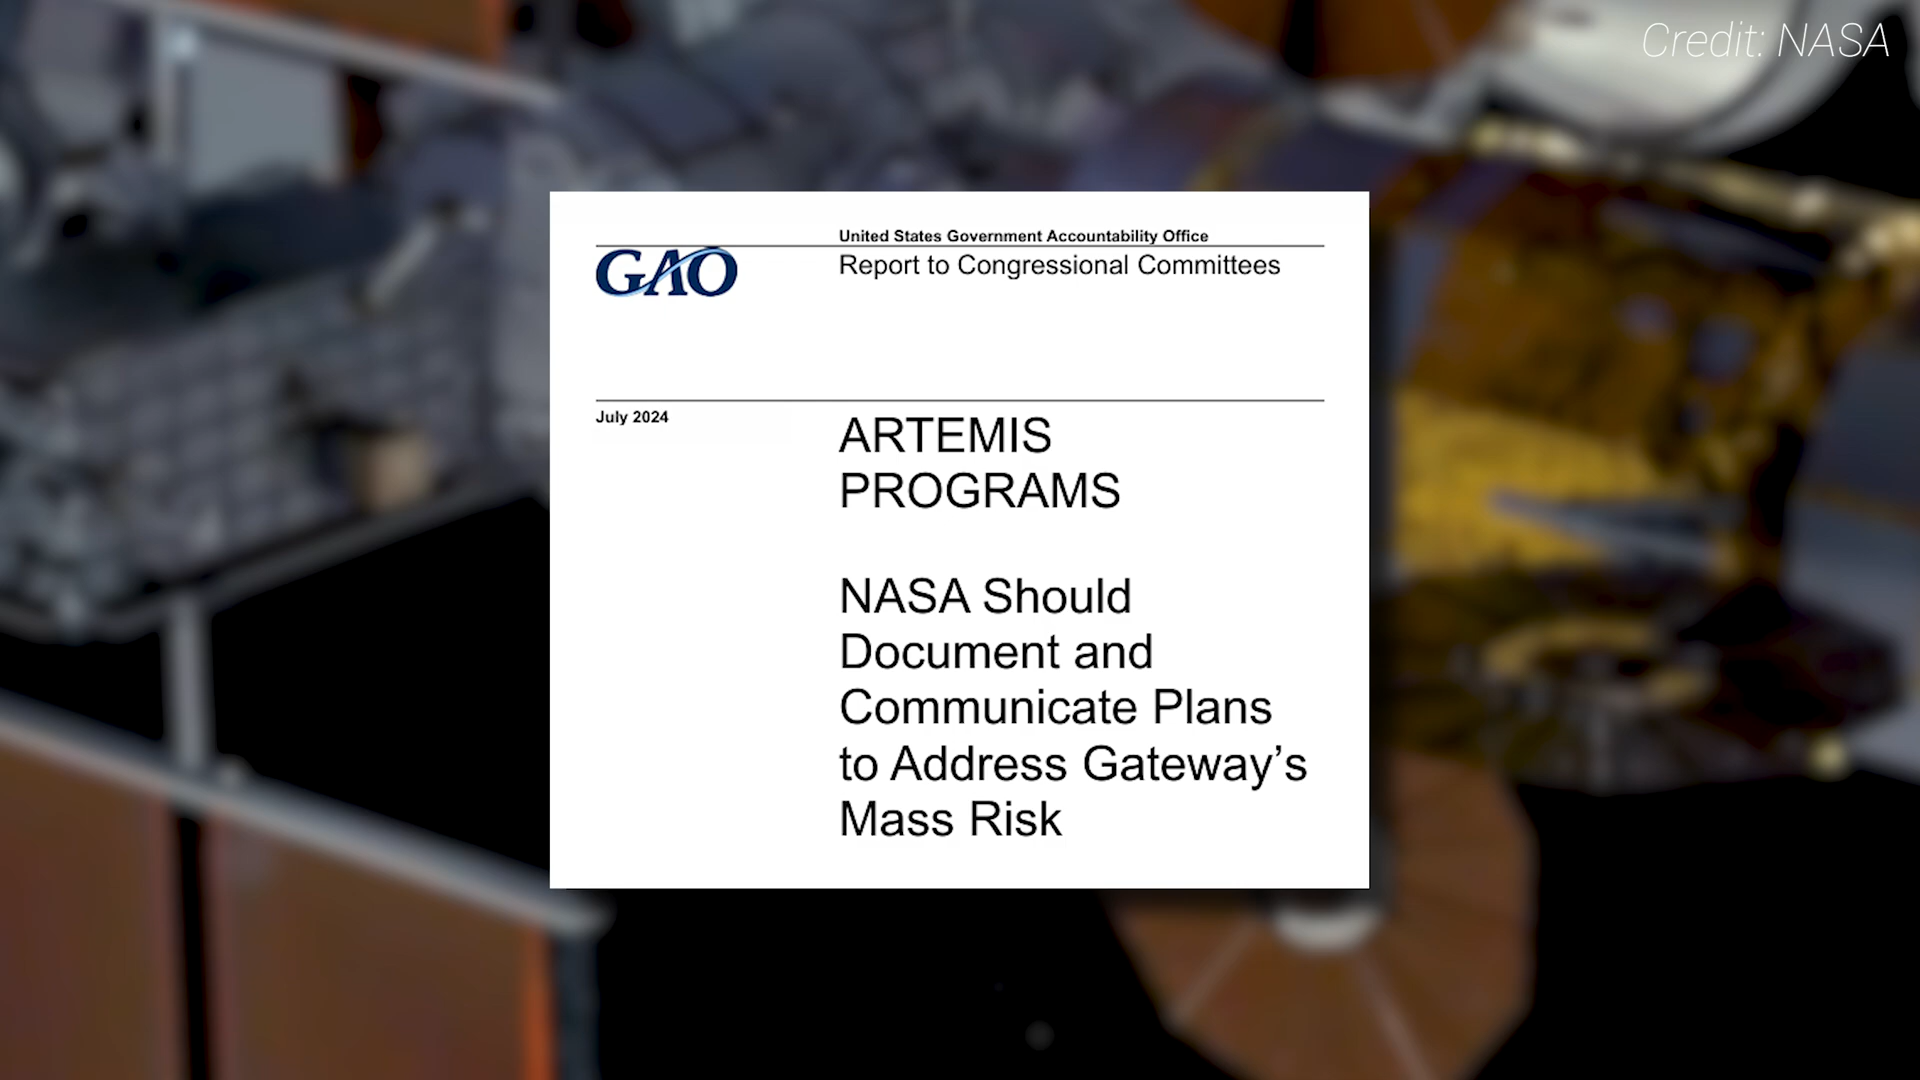 Credit: NASA
United States Government Accountability Office
GAO
Report to Congressional Committees
July 2024
ARTEMIS
PROGRAMS
NASA Should
Document and
Communicate Plans
to Address Gateway’s
Mass Risk